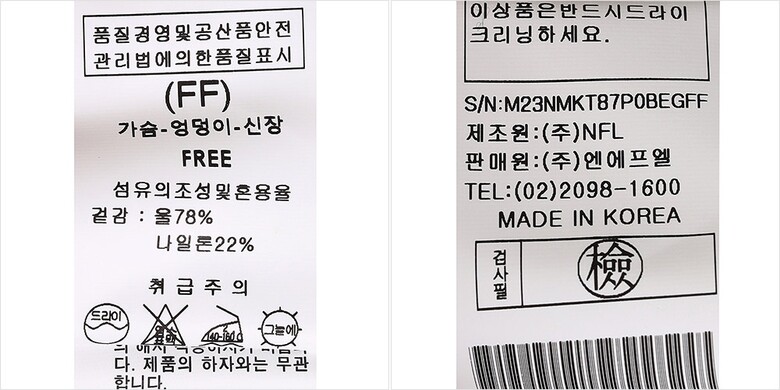 품질경영및공산품안전
관리법에의한품질표시
(FF)
가슴-엉덩이-신장
FREE
섬유의조성및혼용율
겉감 : 울78%
나일론22%
취급주의
드라이
2
140-160℃
그늘에
다. 제품의 하자와는 무관
합니다.
이상품은반드시드라이
크리닝하세요.
S/N:M23NMKT87P0BEGFF
제조원:(주)NFL
판매원:(주)엔에프엘
TEL:(02)2098-1600
MADE IN KOREA
검사필
檢